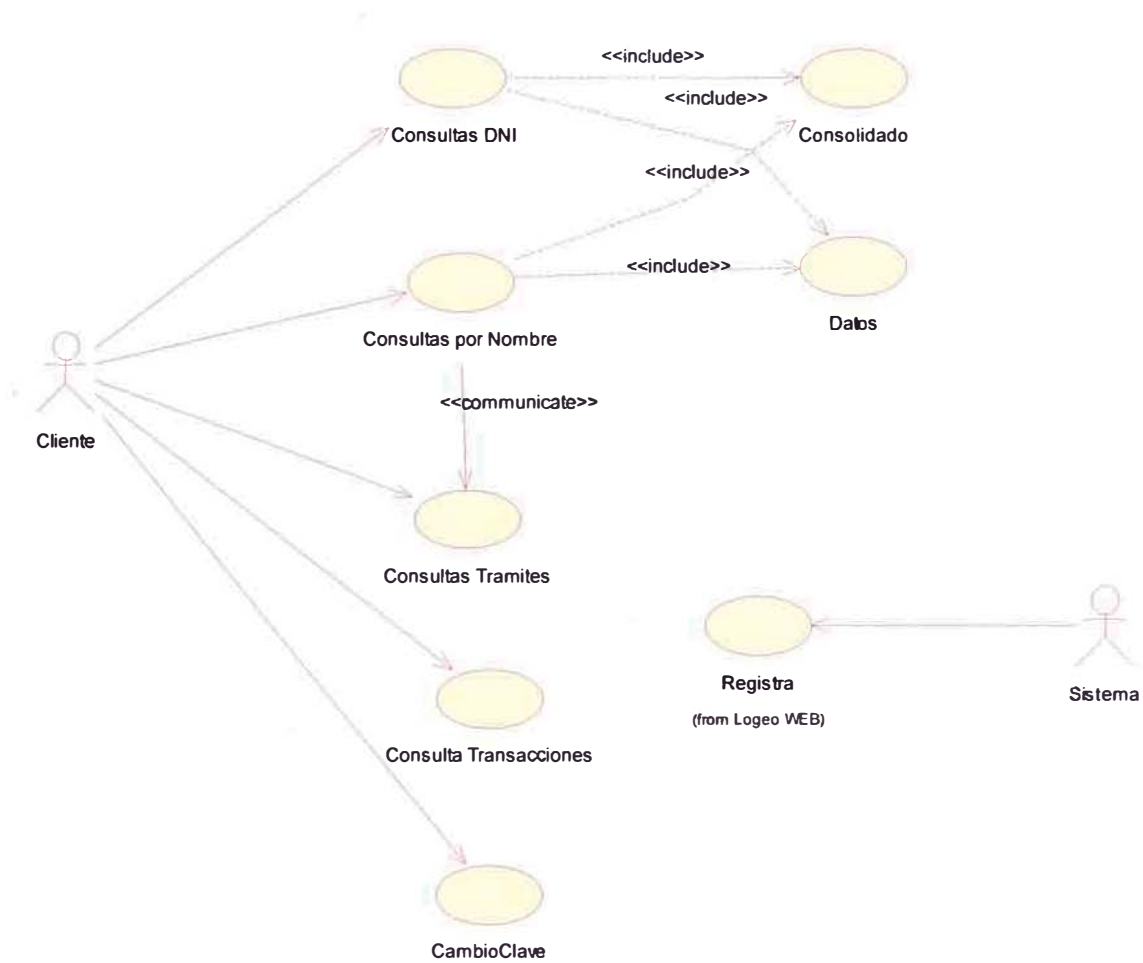 <<include>>
<<include>>
Consultas DNI
Consolidado
<<include>>
<<include>>
Datos
Consultas por Nombre
<<communicate>>
Cliente
Consultas Tramites
Registra
(from Logeo WEB)
Sistema
Consulta Transacciones
CambioClave